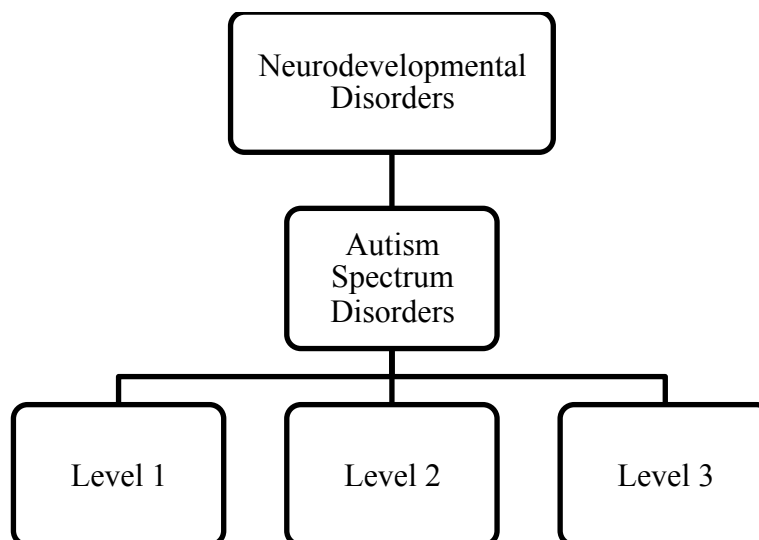 Neurodevelopmental
Disorders
Autism
Spectrum
Disorders
Level 1
Level 2
Level 3